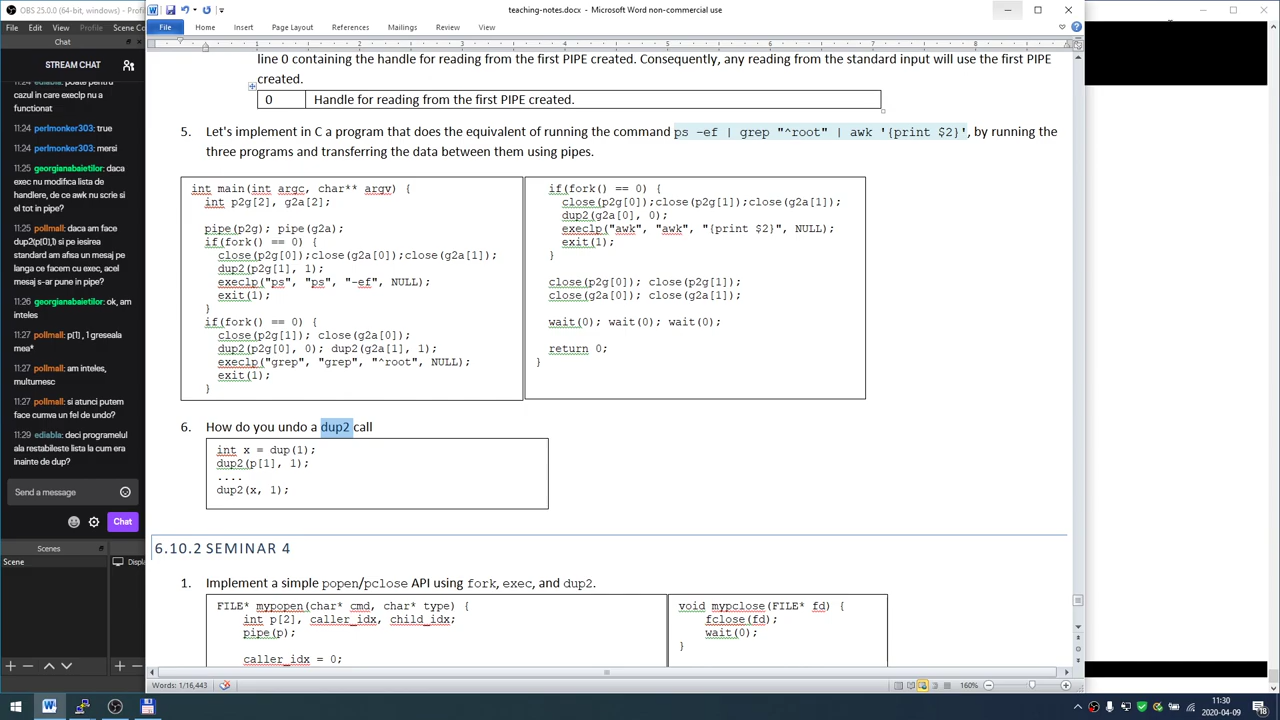 OBS 25.0.0 (64-bit, windows) - Profil
File Edit View Profile Scene Co
Chat
STREAM CHAT
cazul in care execlp nu a
functionat
11:24 perlmonker303: true
11:24 perlmonker303: mersi
11:25 georgianabaietilor: daca
exec nu modifica lista de
handlere, de ce awk nu scrie si
el tot in pipe?
11:25 pollmall: daca am face
dup2(p[0],1) si pe iesirea
standard am afisa un mesaj pe
langa ce facem cu exec, acel
mesaj s-ar pune in pipe?
11:26 georgianabaietilor: ok, am
inteles
11:27 pollmall: p[1] , 1 greseala
mea*
11:27 pollmall: am inteles,
multumesc
11:27 pollmall: si atunci putem
face cumva un fel de undo?
11:29 ediabla: deci programelul
ala restabileste lista la cum era
inainte de dup?
Send a message
Chat
Scenes
Scene
Displ
teaching-notes.docx - Microsoft Word non-commercial use
File Home Insert Page Layout References Mailings Review View
line 0 containing the handle for reading from the first PIPE created. Consequently, any reading from the standard input will use the first PIPE
created.
0 Handle for reading from the first PIPE created.
5. Let's implement in C a program that does the equivalent of running the command ps -ef | grep "^root" | awk '{print $2}', by running the
three programs and transferring the data between them using pipes.
int main(int argc, char** argv) {
int p2g[2], g2a[2];
pipe(p2g); pipe(g2a);
if(fork() == 0) {
close(p2g[0]);close(g2a[0]);close(g2a[1]);
dup2(p2g[1], 1);
execlp("ps", "ps", "-ef", NULL);
exit(1);
}
if(fork() == 0) {
close(p2g[1]); close(g2a[0]);
dup2(p2g[0], 0); dup2(g2a[1], 1);
execlp("grep", "grep", "^root", NULL);
exit(1);
}
if(fork() == 0) {
close(p2g[0]);close(p2g[1]);close(g2a[1]);
dup2(g2a[0], 0);
execlp("awk", "awk", "{print $2}", NULL);
exit(1);
}
close(p2g[0]); close(p2g[1]);
close(g2a[0]); close(g2a[1]);
wait(0); wait(0); wait(0);
return 0;
}
6. How do you undo a dup2 call
int x = dup(1);
dup2(p[1], 1);
....
dup2(x, 1);
6.10.2 SEMINAR 4
1. Implement a simple popen/pclose API using fork, exec, and dup2.
FILE* mypopen(char* cmd, char* type) {
int p[2], caller_idx, child_idx;
pipe(p);
caller_idx = 0;
void mypclose(FILE* fd) {
fclose(fd);
wait(0);
}
Words: 1/16,443
160%
11:30
2020-04-09
18